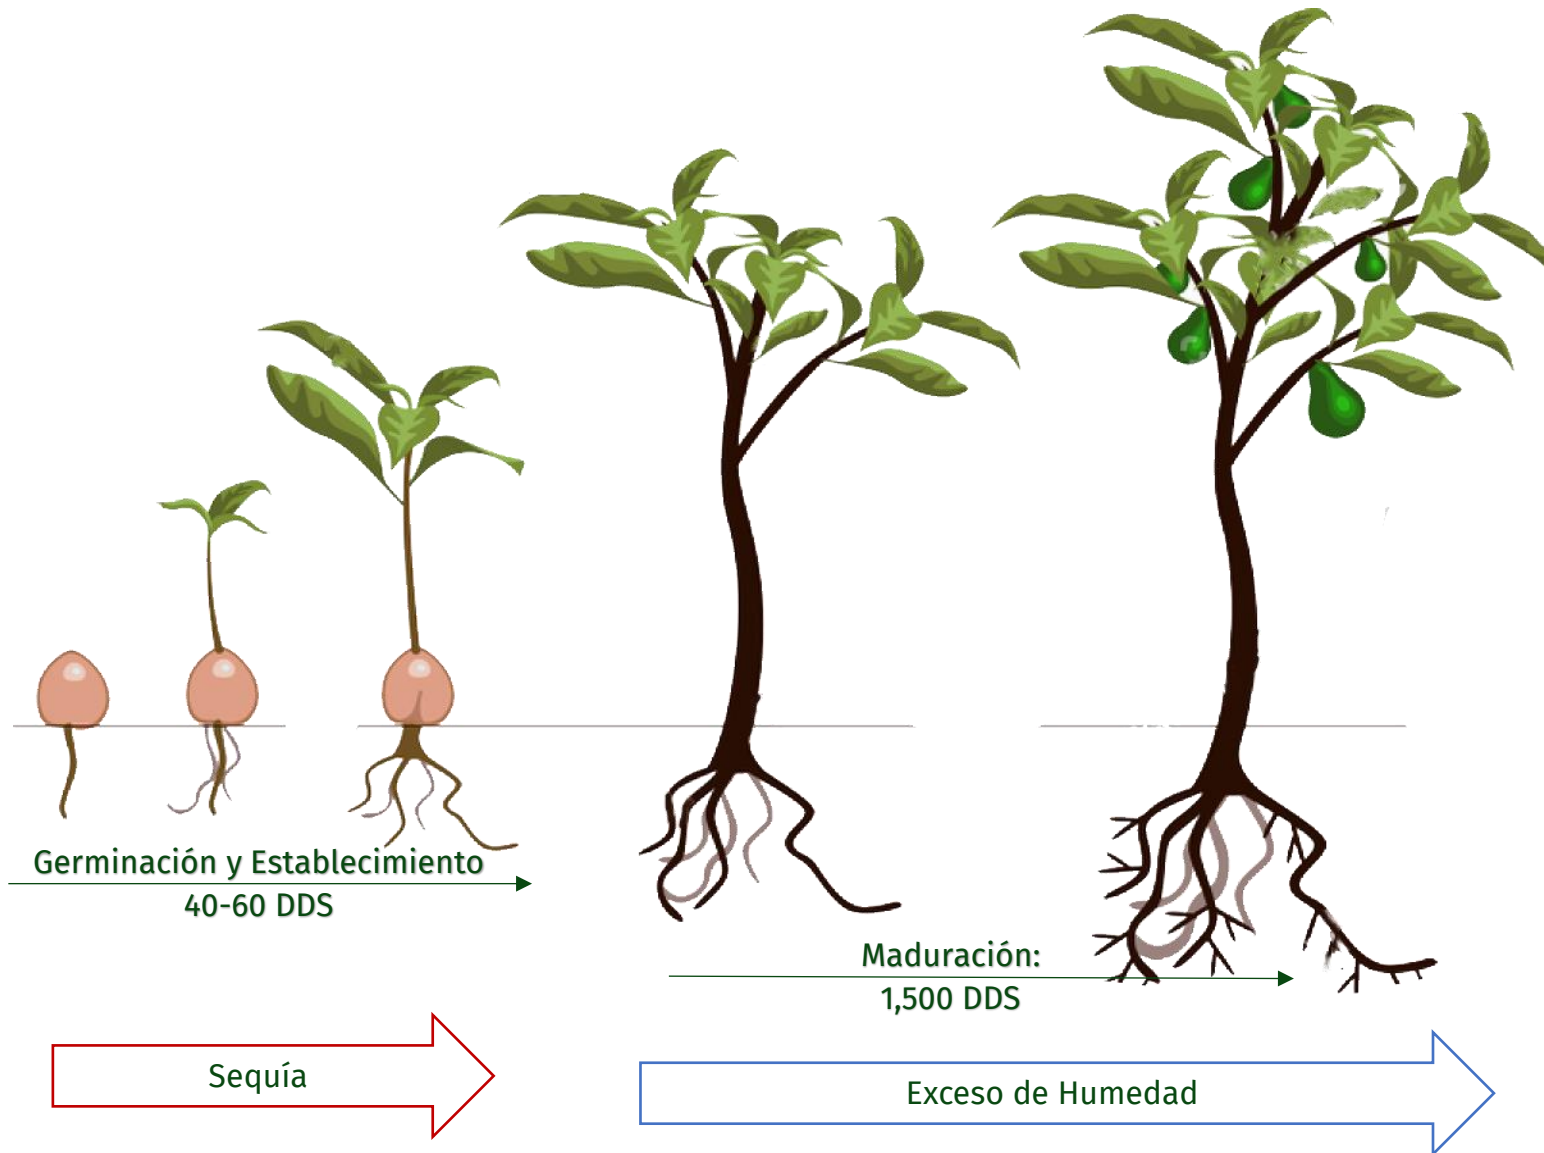 Germinación y Establecimiento
40-60 DDS
Maduración:
1,500 DDS
Sequía
Exceso de Humedad